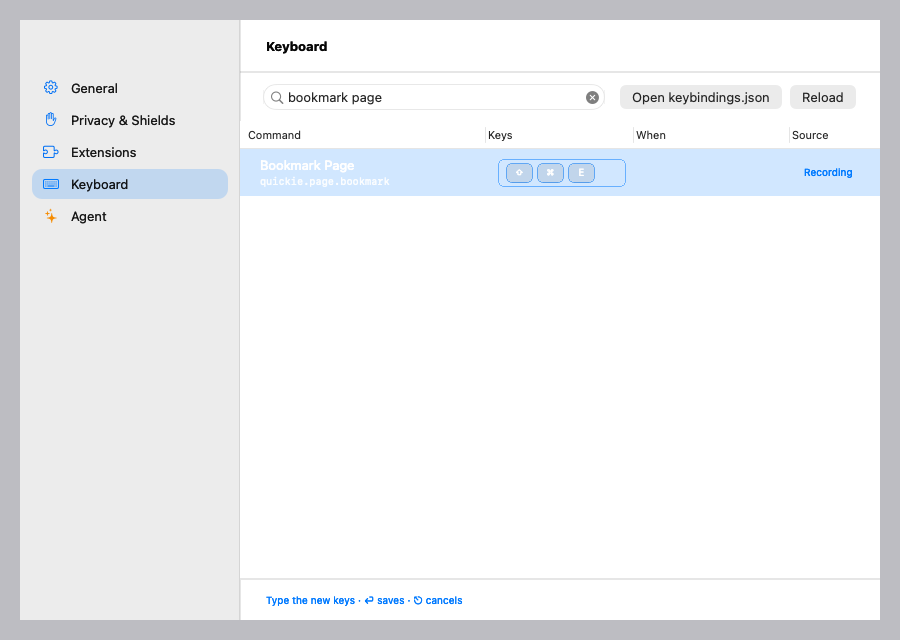 Keyboard
General
Privacy & Shields
Extensions
Keyboard
Agent
bookmark page
Open keybindings.json
Reload
Command Keys When Source
Bookmark Page
quickie.page.bookmark
⇧ ⌘ E
Recording
Type the new keys · ↩ saves · ⎋ cancels